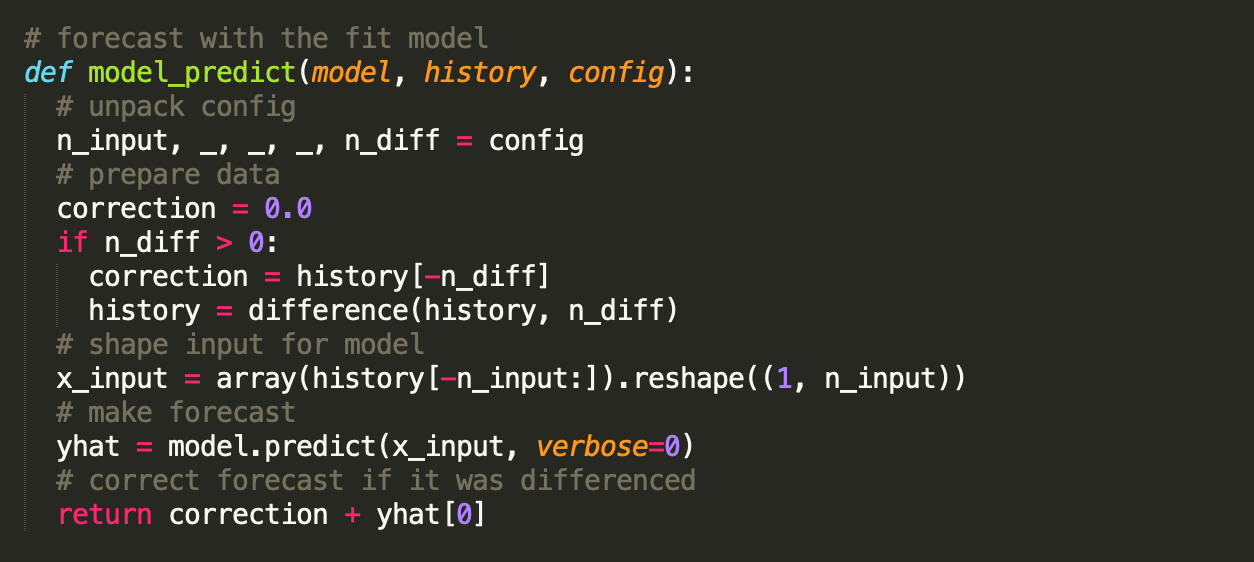 # forecast with the fit model
def model_predict(model, history, config):
  # unpack config
  n_input, _, _, _, n_diff = config
  # prepare data
  correction = 0.0
  if n_diff > 0:
    correction = history[-n_diff]
    history = difference(history, n_diff)
  # shape input for model
  x_input = array(history[-n_input:]).reshape((1, n_input))
  # make forecast
  yhat = model.predict(x_input, verbose=0)
  # correct forecast if it was differenced
  return correction + yhat[0]